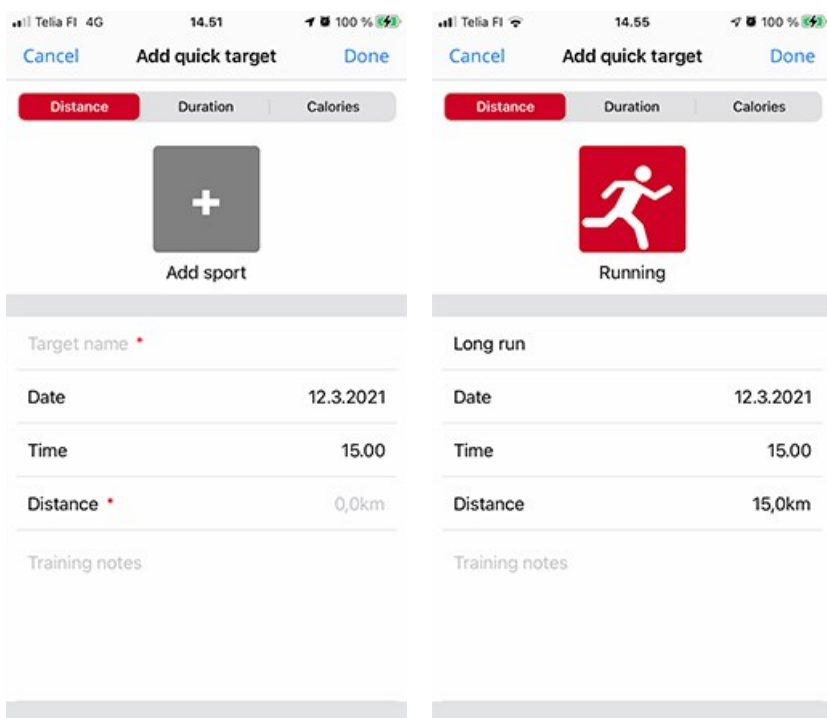 Telia FI 4G 14.51 100 %
Cancel Add quick target Done
Distance Duration Calories
Add sport
Target name *
Date 12.3.2021
Time 15.00
Distance * 0,0km
Training notes
Telia FI 14.55 100 %
Cancel Add quick target Done
Distance Duration Calories
Running
Long run
Date 12.3.2021
Time 15.00
Distance 15,0km
Training notes